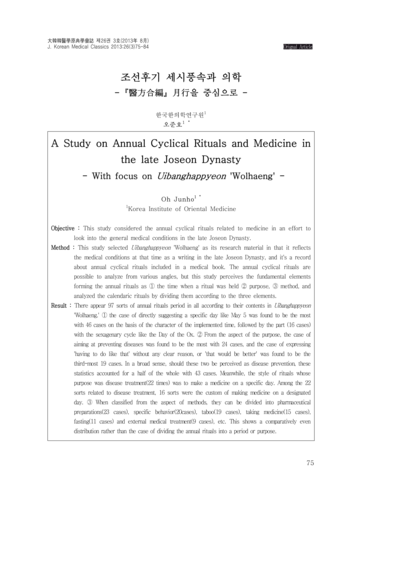 大韓韓醫學原典學會誌 제26권 3호(2013年 8月)
J. Korean Medical Classics 2013.26(3)75-84
Original Article
조선후기 세시풍속과 의학
- 『醫方合編』 月行을 중심으로 -
한국한의학연구원¹
오준호¹ *
A Study on Annual Cyclical Rituals and Medicine in
the late Joseon Dynasty
- With focus on Uibanghappyeon 'Wolhaeng' -
Oh Junho¹ *
¹Korea Institute of Oriental Medicine
Objective : This study considered the annual cyclical rituals related to medicine in an effort to
look into the general medical conditions in the late Joseon Dynasty.
Method : This study selected Uibanghappyeon 'Wolhaeng' as its research material in that it reflects
the medical conditions at that time as a writing in the late Joseon Dynasty, and it's a record
about annual cyclical rituals included in a medical book. The annual cyclical rituals are
possible to analyze from various angles, but this study perceives the fundamental elements
forming the annual rituals as ① the time when a ritual was held ② purpose, ③ method, and
analyzed the calendaric rituals by dividing them according to the three elements.
Result : There appear 97 sorts of annual rituals period in all according to their contents in Uibanghappyeon
'Wolhaeng,' ① the case of directly suggesting a specific day like May 5 was found to be the most
with 46 cases on the basis of the character of the implemented time, followed by the part (16 cases)
with the sexagenary cycle like the Day of the Ox. ② From the aspect of the purpose, the case of
aiming at preventing diseases was found to be the most with 24 cases, and the case of expressing
'having to do like that' without any clear reason, or 'that would be better' was found to be the
third-most 19 cases. In a broad sense, should these two be perceived as disease prevention, these
statistics accounted for a half of the whole with 43 cases. Meanwhile, the style of rituals whose
purpose was disease treatment(22 times) was to make a medicine on a specific day. Among the 22
sorts related to disease treatment, 16 sorts were the custom of making medicine on a designated
day. ③ When classified from the aspect of methods, they can be divided into pharmaceutical
preparations(23 cases), specific behavior(20cases), taboo(19 cases), taking medicine(15 cases),
fasting(11 cases) and external medical treatment(9 cases), etc. This shows a comparatively even
distribution rather than the case of dividing the annual rituals into a period or purpose.
75